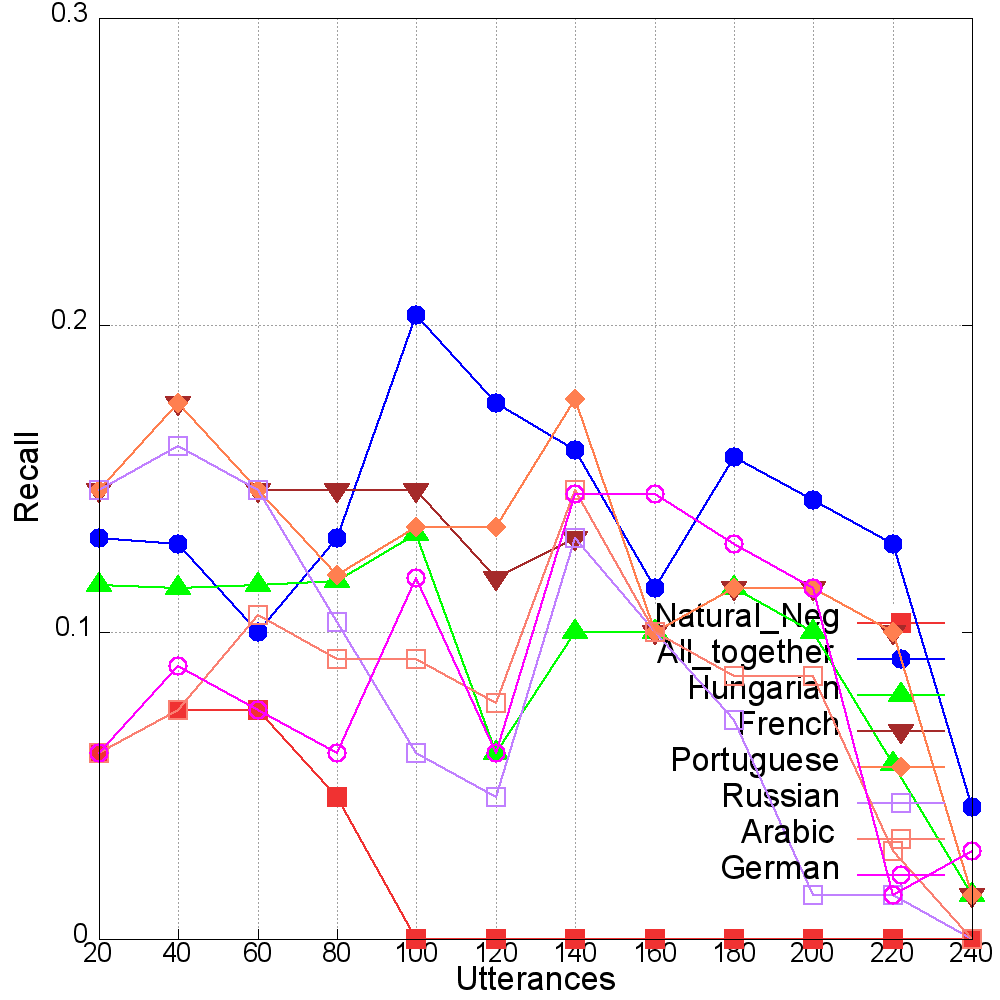 0.3
0.2
0.1
0
Recall
Natural_Neg
All_together
Hungarian
French
Portuguese
Russian
Arabic
German
20 40 60 80 100 120 140 160 180 200 220 240
Utterances